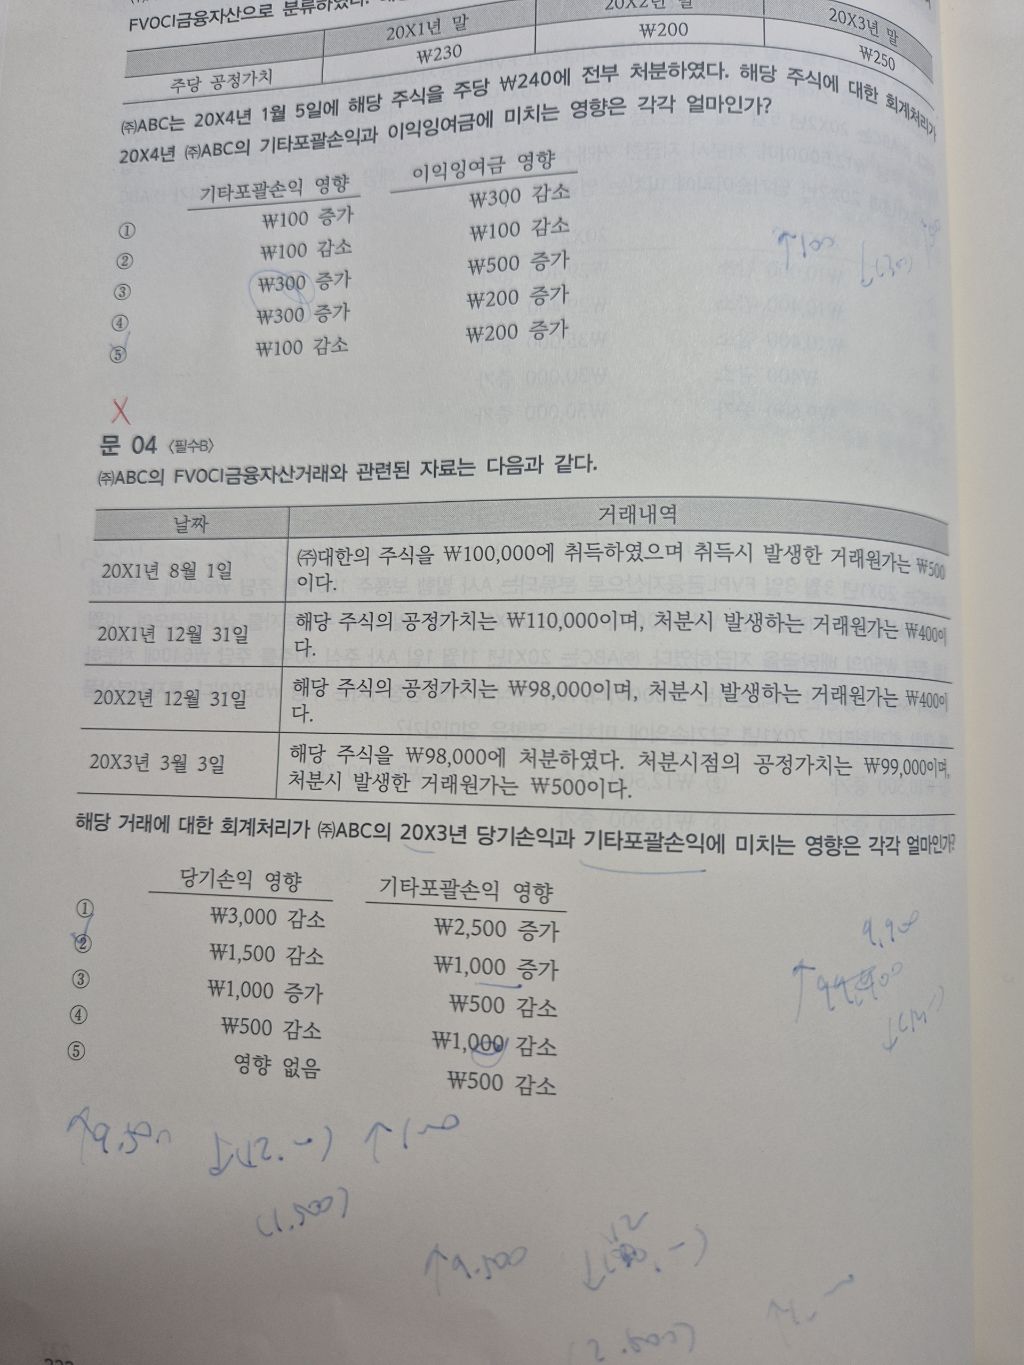 FVOCI금융자산으로 분류하였다.
20X1년 말 20X2년 말 20X3년 말
주당 공정가치 ₩230 ₩200 ₩250
㈜ABC는 20X4년 1월 5일에 해당 주식을 주당 ₩240에 전부 처분하였다. 해당 주식에 대한 회계처리가
20X4년 ㈜ABC의 기타포괄손익과 이익잉여금에 미치는 영향은 각각 얼마인가?
기타포괄손익 영향 이익잉여금 영향
① ₩100 증가 ₩300 감소
② ₩100 감소 ₩100 감소
③ ₩300 증가 ₩500 증가
④ ₩300 증가 ₩200 증가
⑤ ₩100 감소 ₩200 증가
문 04 〈필수B〉
㈜ABC의 FVOCI금융자산거래와 관련된 자료는 다음과 같다.
날짜 거래내역
20X1년 8월 1일 ㈜대한의 주식을 ₩100,000에 취득하였으며 취득시 발생한 거래원가는 ₩500
이다.
20X1년 12월 31일 해당 주식의 공정가치는 ₩110,000이며, 처분시 발생하는 거래원가는 ₩400이
다.
20X2년 12월 31일 해당 주식의 공정가치는 ₩98,000이며, 처분시 발생하는 거래원가는 ₩400이
다.
20X3년 3월 3일 해당 주식을 ₩98,000에 처분하였다. 처분시점의 공정가치는 ₩99,000이며,
처분시 발생한 거래원가는 ₩500이다.
해당 거래에 대한 회계처리가 ㈜ABC의 20X3년 당기손익과 기타포괄손익에 미치는 영향은 각각 얼마인가?
당기손익 영향 기타포괄손익 영향
① ₩3,000 감소 ₩2,500 증가
② ₩1,500 감소 ₩1,000 증가
③ ₩1,000 증가 ₩500 감소
④ ₩500 감소 ₩1,000 감소
⑤ 영향 없음 ₩500 감소
↑9.500
(1.500)
↑9.500